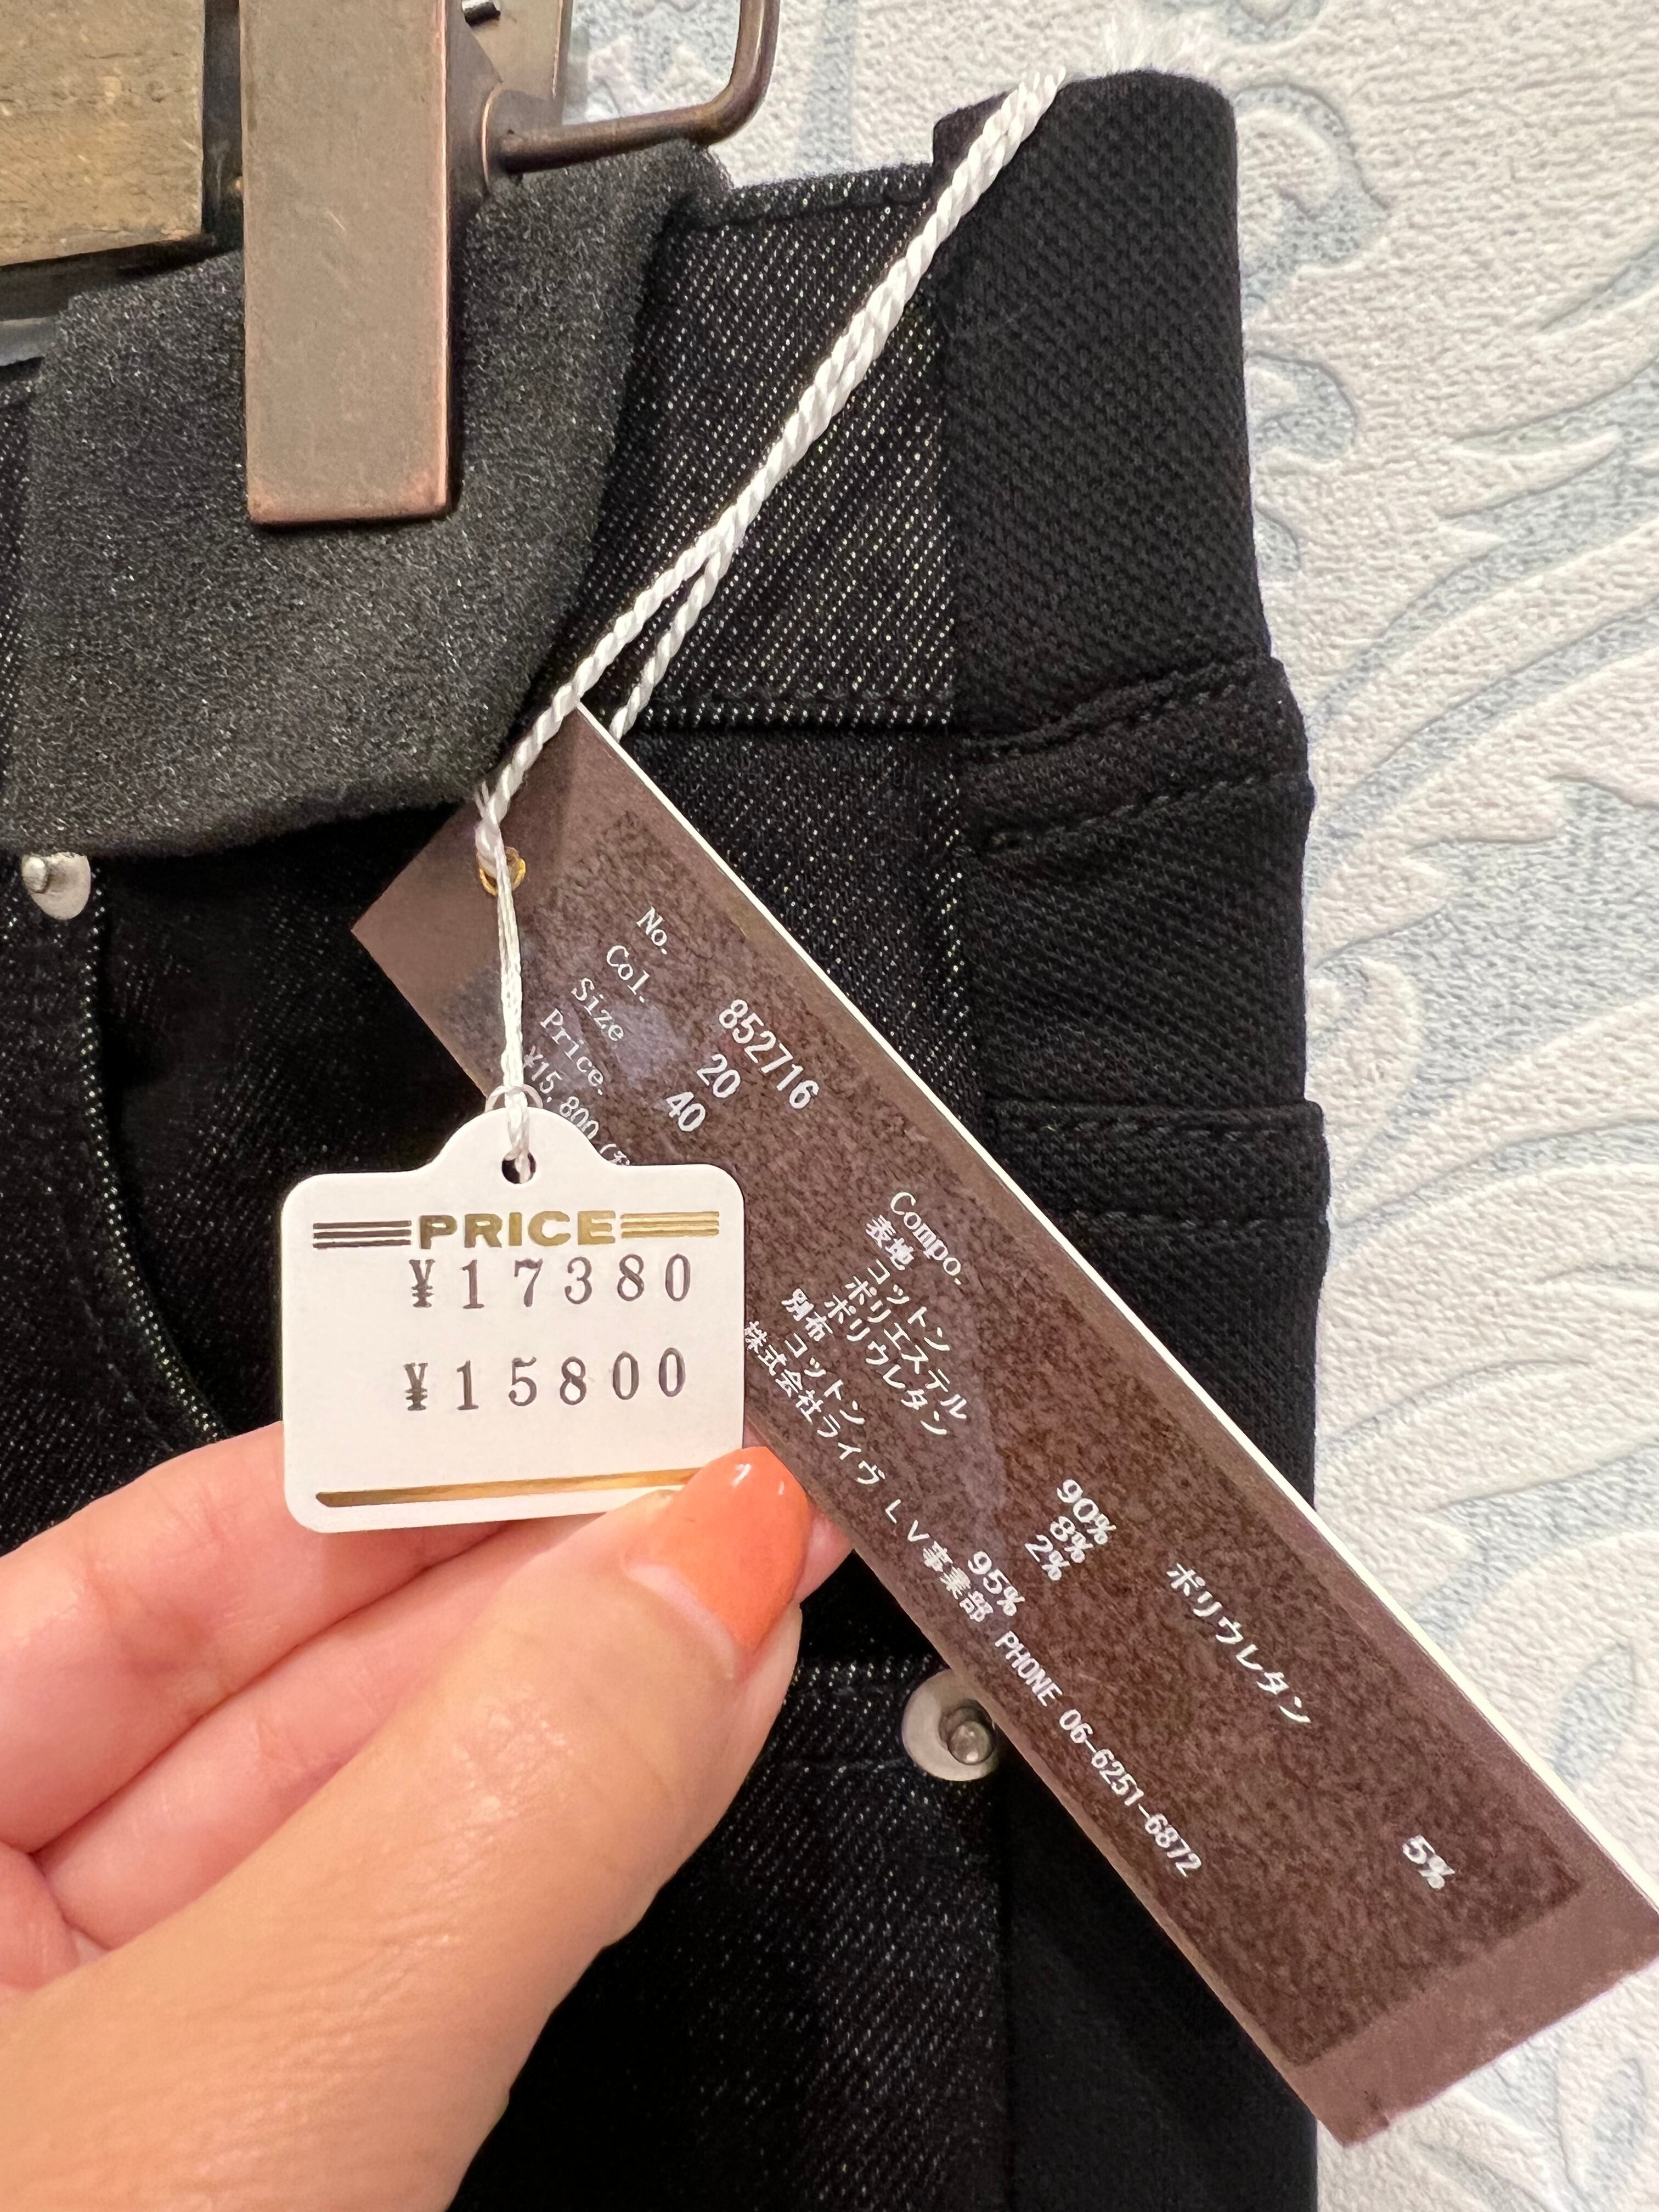 No. 852716
Col. 20
Size 40
Price.
¥15,800(税
PRICE
¥17380
¥15800
Compo.
表地 コットン 90%
ポリエステル 8%
ポリウレタン 2%
別布 コットン 95% ポリウレタン 5%
株式会社ライヴ LV事業部 PHONE 06-6251-6872